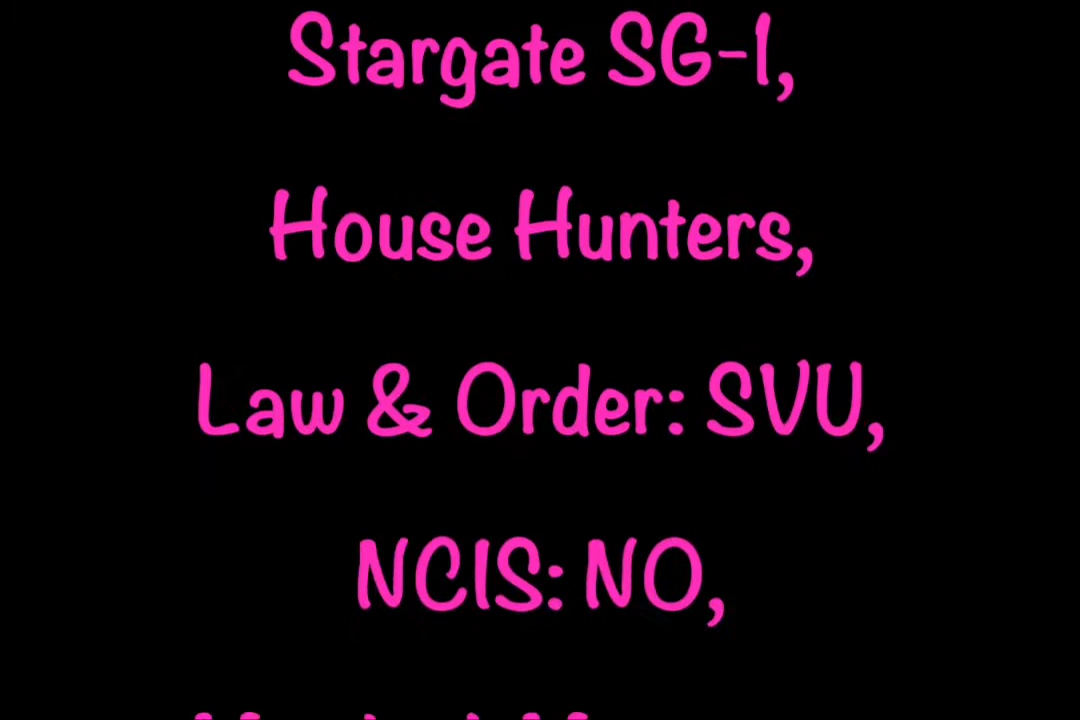 Stargate SG-1,
House Hunters,
Law & Order: SVU,
NCIS: NO,